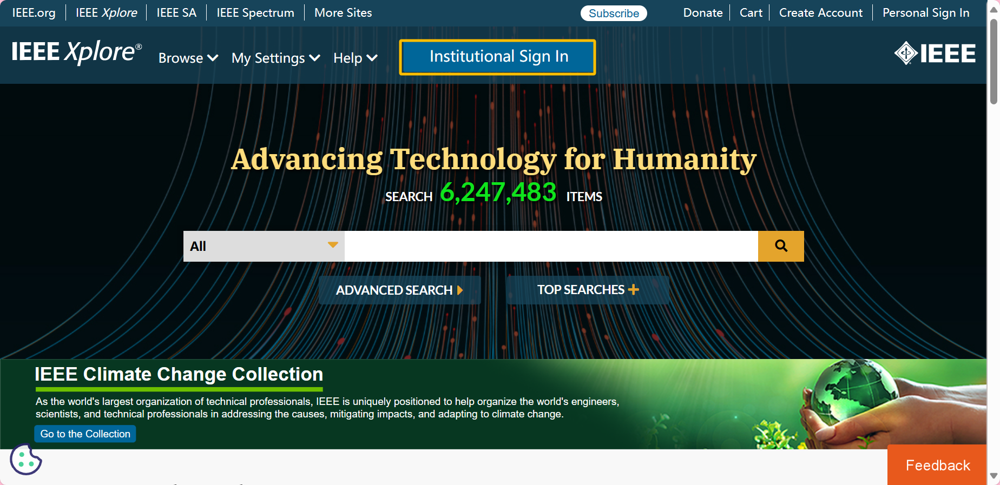 IEEE.org IEEE Xplore IEEE SA IEEE Spectrum More Sites Subscribe Donate Cart Create Account Personal Sign In
IEEE Xplore® Browse My Settings Help Institutional Sign In IEEE
Advancing Technology for Humanity
SEARCH 6,247,483 ITEMS
All
ADVANCED SEARCH TOP SEARCHES
IEEE Climate Change Collection
As the world's largest organization of technical professionals, IEEE is uniquely positioned to help organize the world's engineers,
scientists, and technical professionals in addressing the causes, mitigating impacts, and adapting to climate change.
Go to the Collection
Feedback